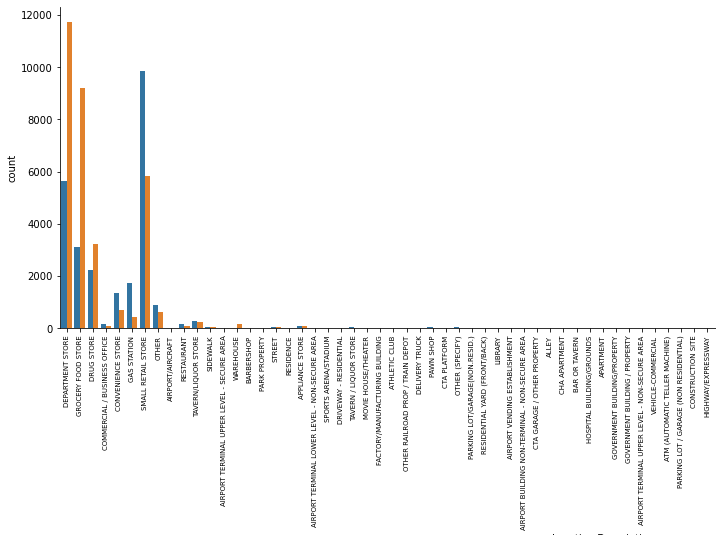 12000
10000
8000
6000
4000
2000
0
count
DEPARTMENT STORE
GROCERY FOOD STORE
DRUG STORE
COMMERCIAL / BUSINESS OFFICE
CONVENIENCE STORE
GAS STATION
SMALL RETAIL STORE
OTHER
AIRPORT/AIRCRAFT
RESTAURANT
TAVERN/LIQUOR STORE
SIDEWALK
AIRPORT TERMINAL UPPER LEVEL - SECURE AREA
WAREHOUSE
BARBERSHOP
PARK PROPERTY
STREET
RESIDENCE
APPLIANCE STORE
AIRPORT TERMINAL LOWER LEVEL - NON-SECURE AREA
SPORTS ARENA/STADIUM
DRIVEWAY - RESIDENTIAL
TAVERN / LIQUOR STORE
MOVIE HOUSE/THEATER
FACTORY/MANUFACTURING BUILDING
ATHLETIC CLUB
OTHER RAILROAD PROP / TRAIN DEPOT
DELIVERY TRUCK
PAWN SHOP
CTA PLATFORM
OTHER (SPECIFY)
PARKING LOT/GARAGE(NON.RESID.)
RESIDENTIAL YARD (FRONT/BACK)
LIBRARY
AIRPORT VENDING ESTABLISHMENT
AIRPORT BUILDING NON-TERMINAL - NON-SECURE AREA
CTA GARAGE / OTHER PROPERTY
ALLEY
CHA APARTMENT
BAR OR TAVERN
HOSPITAL BUILDING/GROUNDS
APARTMENT
GOVERNMENT BUILDING/PROPERTY
GOVERNMENT BUILDING / PROPERTY
AIRPORT TERMINAL UPPER LEVEL - NON-SECURE AREA
VEHICLE-COMMERCIAL
ATM (AUTOMATIC TELLER MACHINE)
PARKING LOT / GARAGE (NON RESIDENTIAL)
CONSTRUCTION SITE
HIGHWAY/EXPRESSWAY